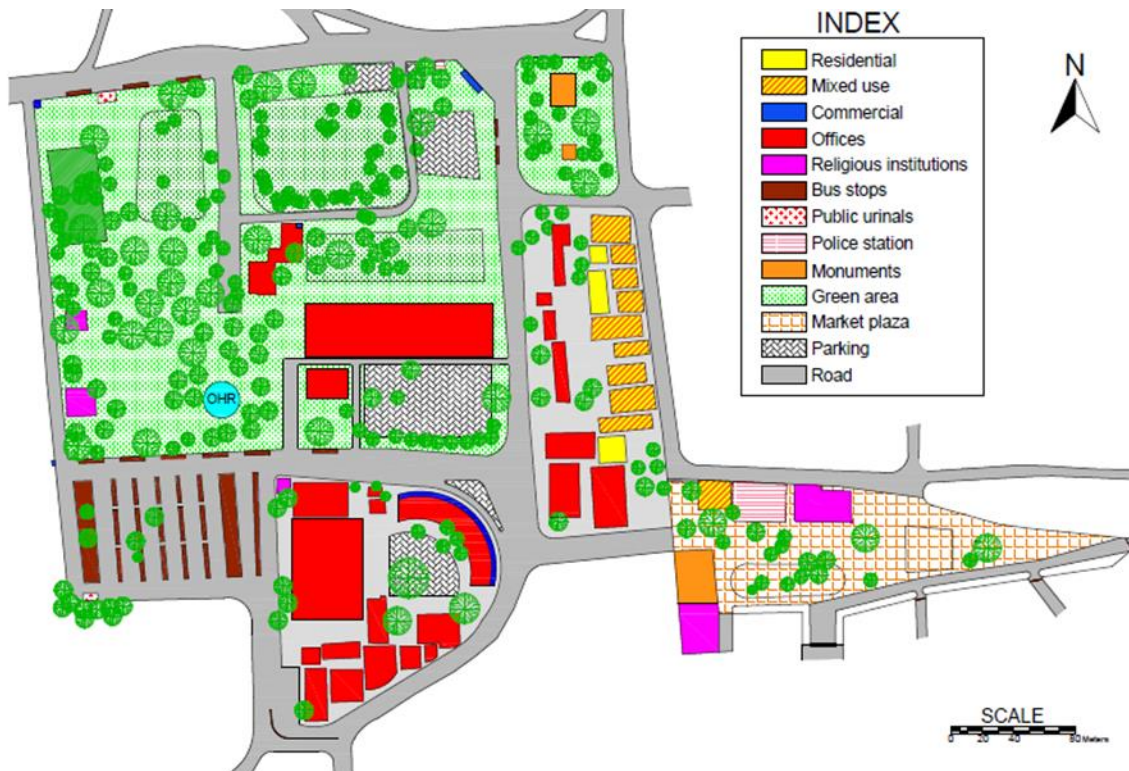 INDEX
Residential
Mixed use
Commercial
Offices
Religious institutions
Bus stops
Public urinals
Police station
Monuments
Green area
Market plaza
Parking
Road
N
OHR
SCALE
0 20 40 80 Meters